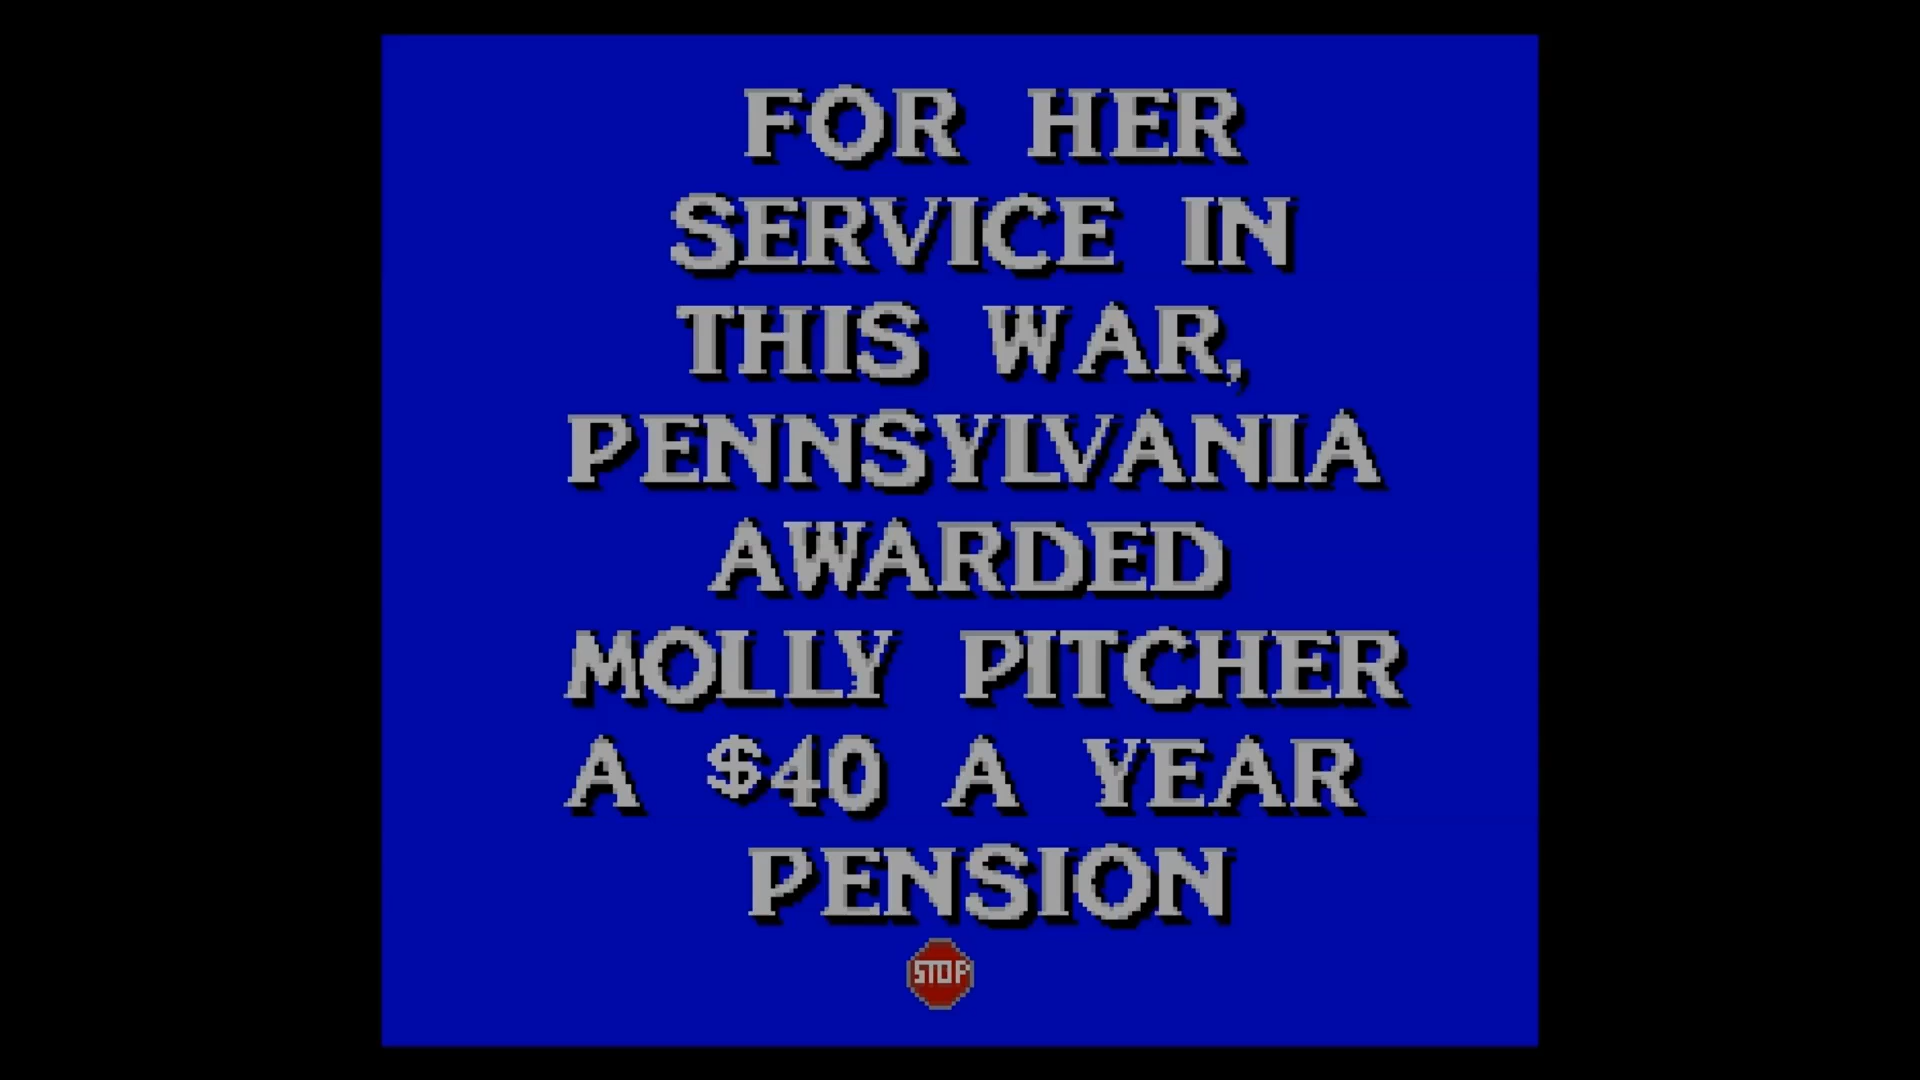 FOR HER
SERVICE IN
THIS WAR,
PENNSYLVANIA
AWARDED
MOLLY PITCHER
A $40 A YEAR
PENSION
STOP